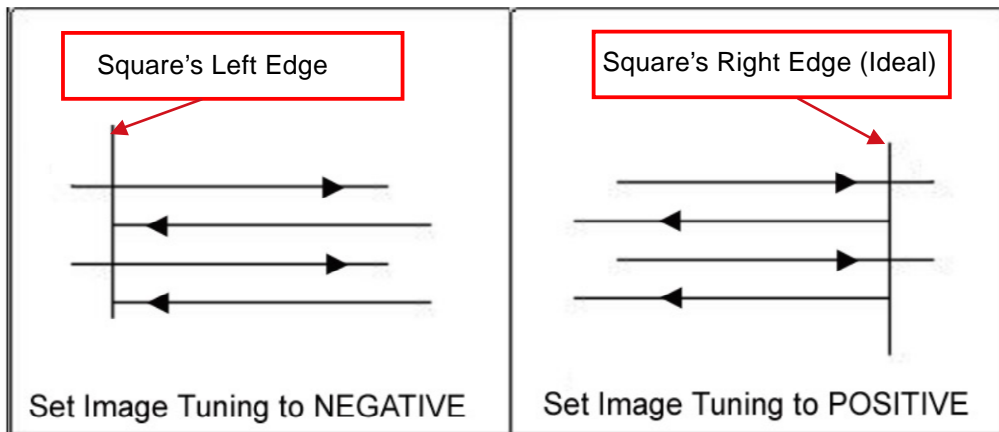 Square’s Left Edge
Set Image Tuning to NEGATIVE
Square’s Right Edge (Ideal)
Set Image Tuning to POSITIVE